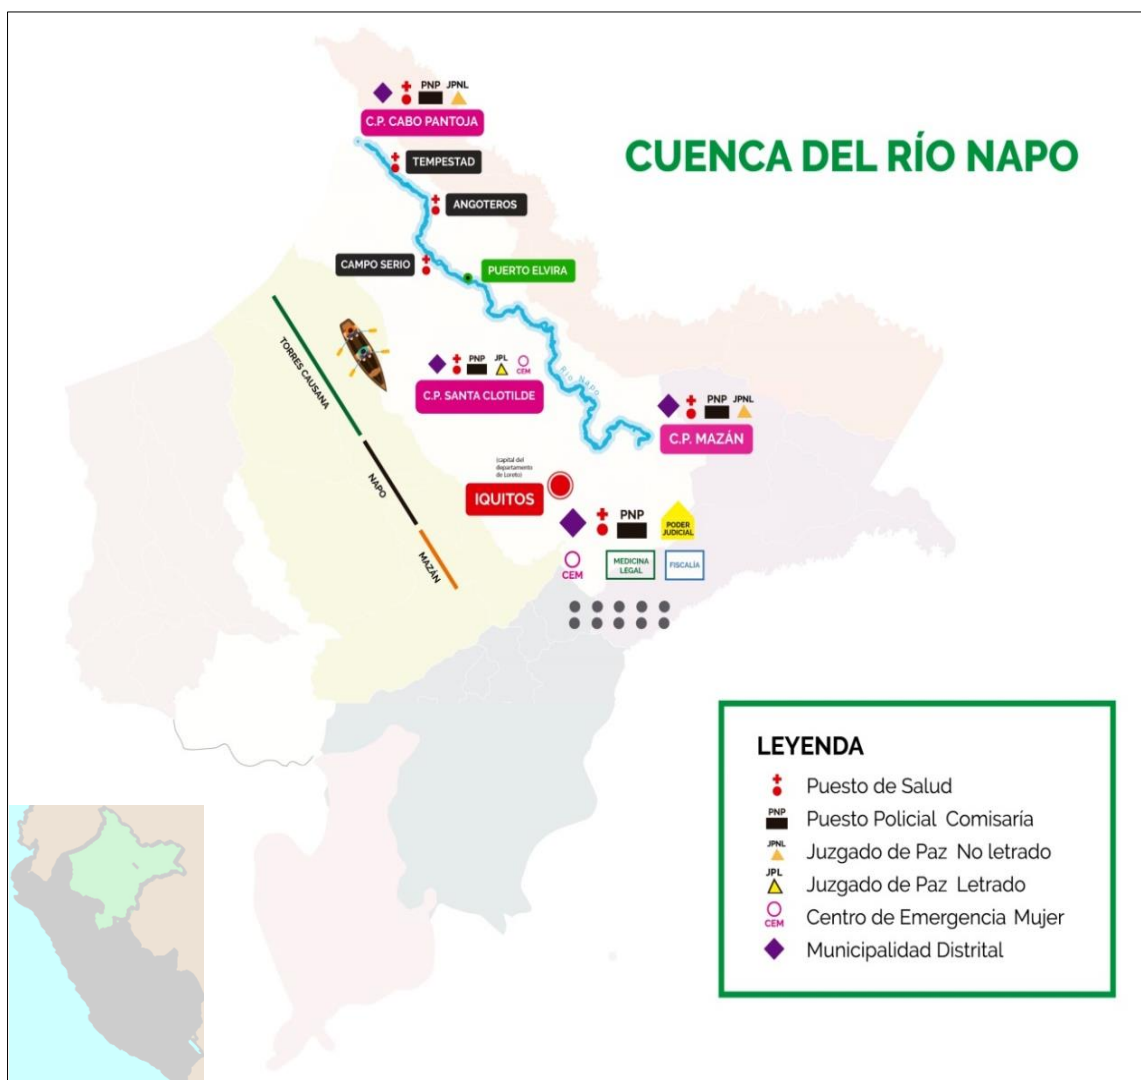 PNP JPNL
C.P. CABO PANTOJA
CUENCA DEL RÍO NAPO
TEMPESTAD
ANGOTEROS
CAMPO SERIO
PUERTO ELVIRA
TORRES CAUSANA
NAPO
MAZÁN
PNP JPL CEM
C.P. SANTA CLOTILDE
Río Napo
PNP JPNL
C.P. MAZÁN
(capital del
departamento
de Loreto)
IQUITOS
PNP
PODER
JUDICIAL
CEM
MEDICINA
LEGAL
FISCALÍA
LEYENDA
Puesto de Salud
PNP Puesto Policial Comisaría
JPNL Juzgado de Paz No letrado
JPL Juzgado de Paz Letrado
CEM Centro de Emergencia Mujer
Municipalidad Distrital